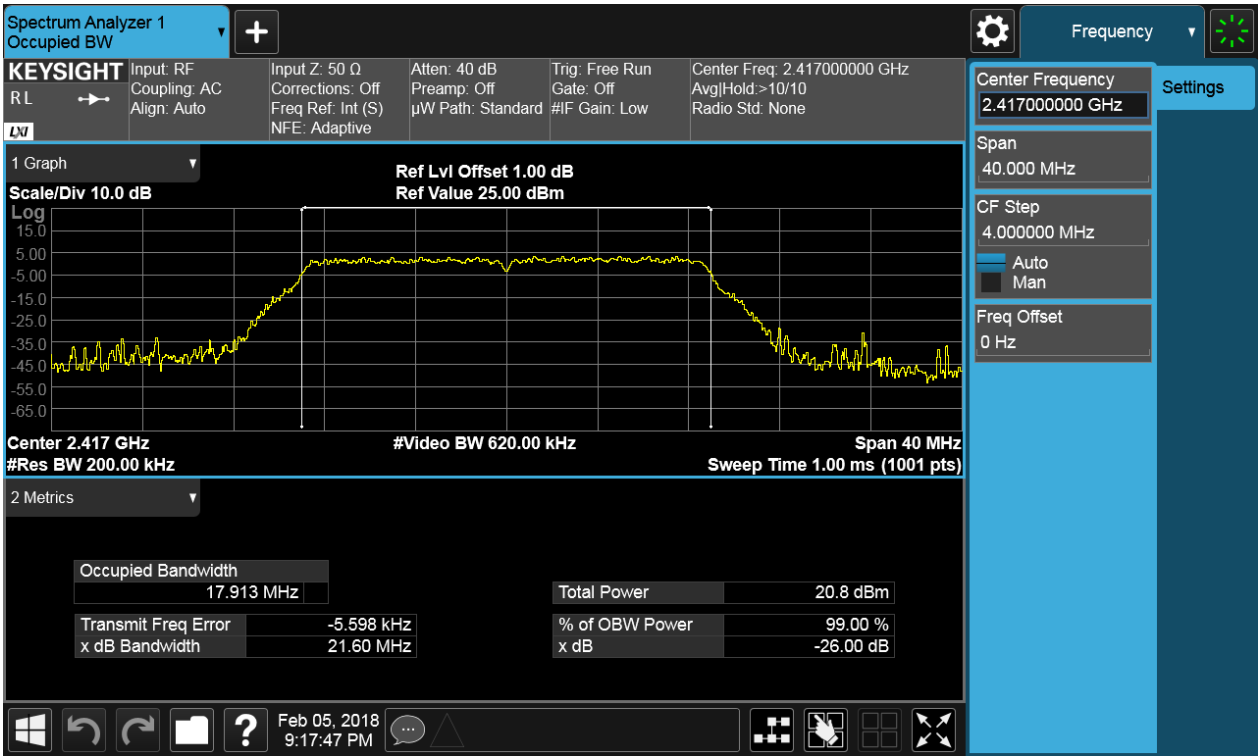 Spectrum Analyzer 1
Occupied BW
Frequency
KEYSIGHT
R L
LXI
Input: RF
Coupling: AC
Align: Auto
Input Z: 50 Ω
Corrections: Off
Freq Ref: Int (S)
NFE: Adaptive
Atten: 40 dB
Preamp: Off
µW Path: Standard
Trig: Free Run
Gate: Off
#IF Gain: Low
Center Freq: 2.417000000 GHz
Avg|Hold:>10/10
Radio Std: None
Center Frequency
2.417000000 GHz
Settings
Span
40.000 MHz
CF Step
4.000000 MHz
Auto
Man
Freq Offset
0 Hz
1 Graph
Scale/Div 10.0 dB
Ref Lvl Offset 1.00 dB
Ref Value 25.00 dBm
Log
15.0
5.00
-5.00
-15.0
-25.0
-35.0
-45.0
-55.0
-65.0
Center 2.417 GHz
#Video BW 620.00 kHz
Span 40 MHz
#Res BW 200.00 kHz
Sweep Time 1.00 ms (1001 pts)
2 Metrics
Occupied Bandwidth
17.913 MHz
Total Power 20.8 dBm
Transmit Freq Error -5.598 kHz
% of OBW Power 99.00 %
x dB Bandwidth 21.60 MHz
x dB -26.00 dB
?
Feb 05, 2018
9:17:47 PM